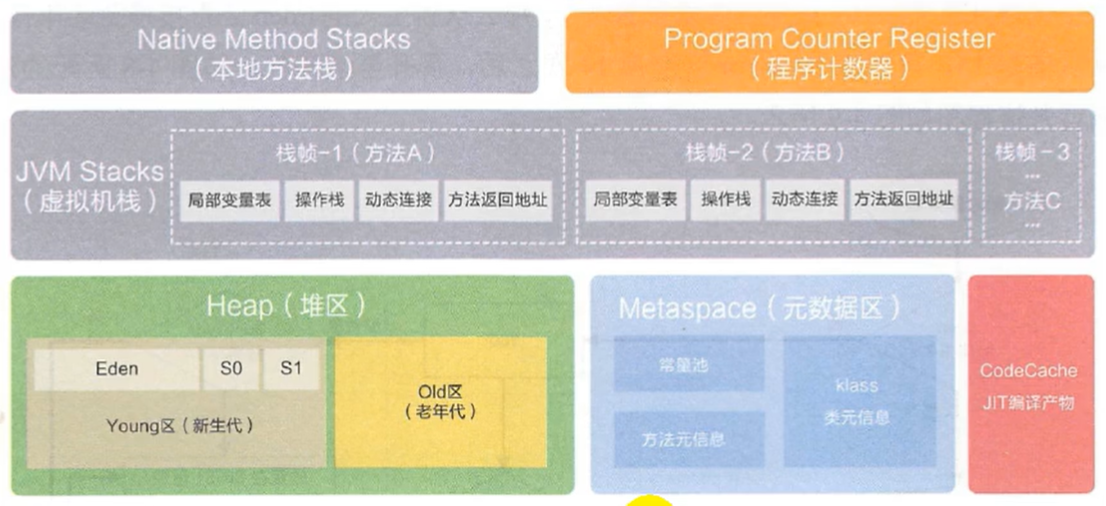 Native Method Stacks
（本地方法栈）
Program Counter Register
（程序计数器）
JVM Stacks
（虚拟机栈）
栈帧-1（方法A）
局部变量表
操作栈
动态连接
方法返回地址
栈帧-2（方法B）
局部变量表
操作栈
动态连接
方法返回地址
栈帧-3
...
方法C
...
Heap（堆区）
Eden
S0
S1
Young区（新生代）
Old区
（老年代）
Metaspace（元数据区）
常量池
方法元信息
klass
类元信息
CodeCache
JIT编译产物